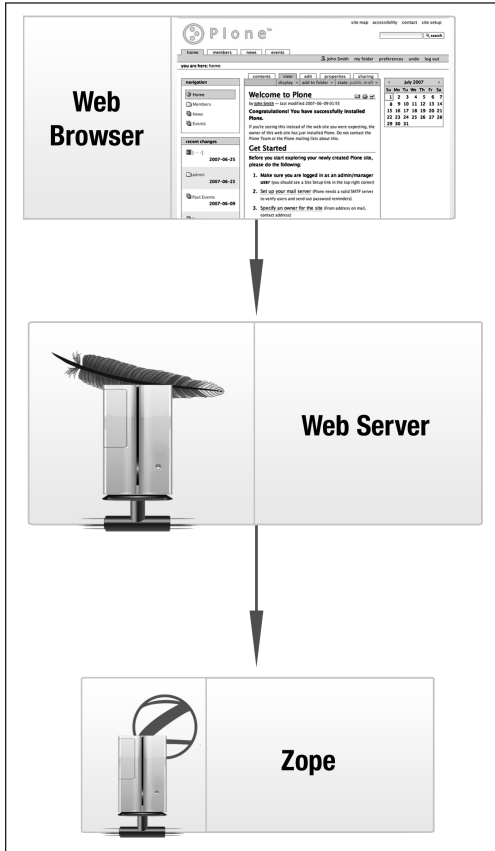 Web
Browser
Plone™
site map accessibility contact site setup
search
home members news events
John Smith my folder preferences undo log out
you are here: home
navigation
Home
Members
News
Events
recent changes
[ · · · ]
2007-06-25
admin
2007-06-25
Past Events
2007-06-09
contents view edit properties sharing
display add to folder state: public draft
Welcome to Plone
by John Smith — last modified 2007-06-09 01:53
Congratulations! You have successfully installed
Plone.
If you're seeing this instead of the web site you were expecting, the
owner of this web site has just installed Plone. Do not contact the
Plone Team or the Plone mailing lists about this.
Get Started
Before you start exploring your newly created Plone site,
please do the following:
1. Make sure you are logged in as an admin/manager
user (you should see a Site Setup link in the top right corner)
2. Set up your mail server (Plone needs a valid SMTP server
to verify users and send out password reminders)
3. Specify an owner for the site (From address on mail,
contact address)
« July 2007 »
Su Mo Tu We Th Fr Sa
1 2 3 4 5 6 7
8 9 10 11 12 13 14
15 16 17 18 19 20 21
22 23 24 25 26 27 28
29 30 31
Web Server
Zope